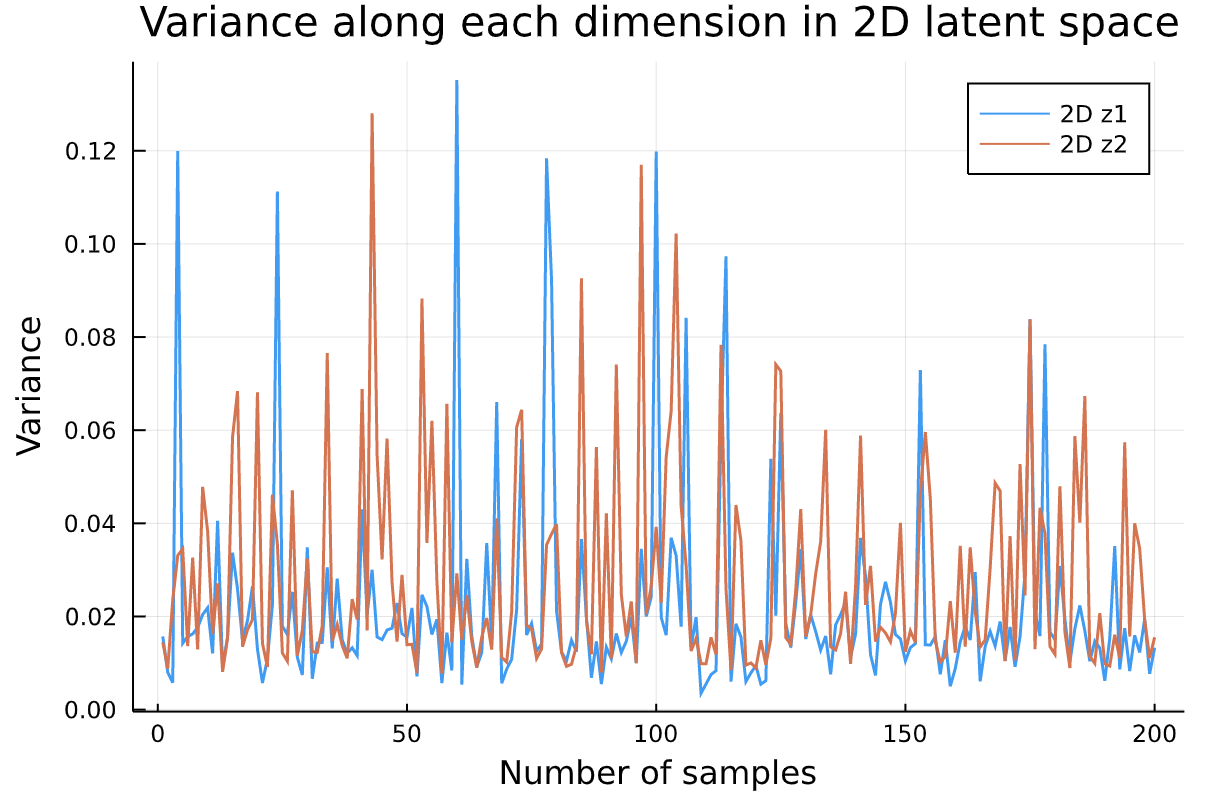 Variance along each dimension in 2D latent space
2D z1
2D z2
Variance
0.12
0.10
0.08
0.06
0.04
0.02
0.00
0 50 100 150 200
Number of samples